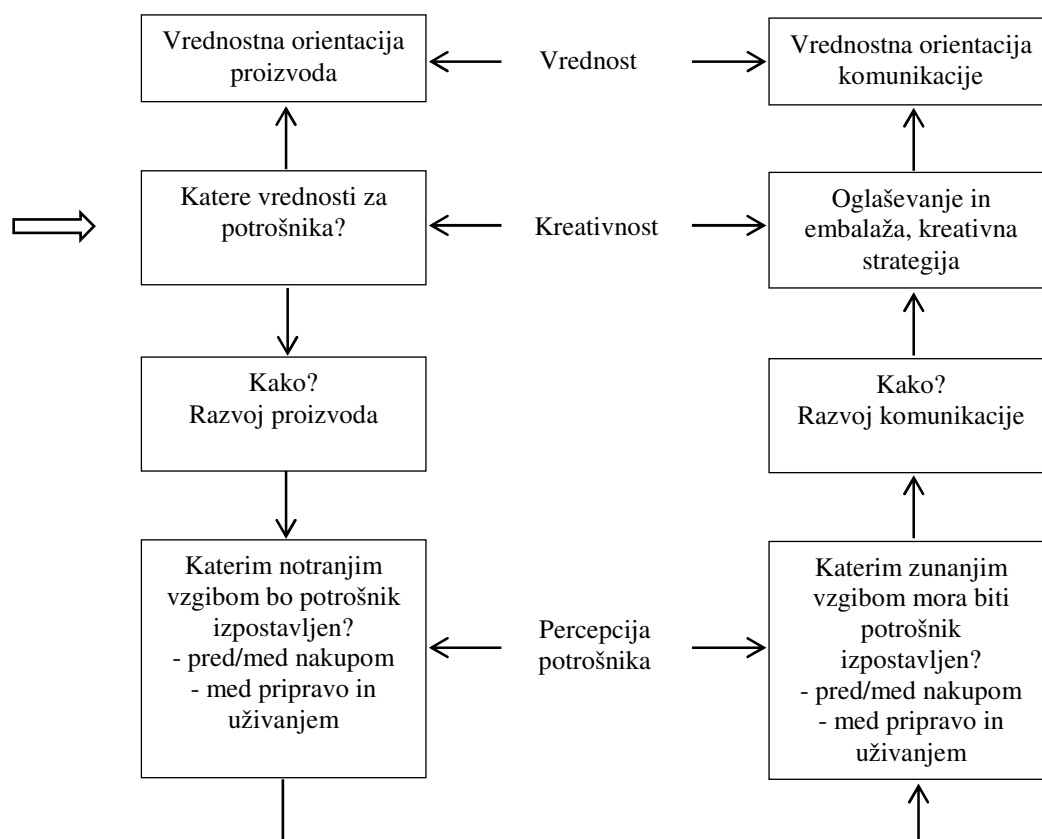 Vrednostna orientacija
proizvoda
Vrednost
Vrednostna orientacija
komunikacije
Katere vrednosti za
potrošnika?
Kreativnost
Oglaševanje in
embalaža, kreativna
strategija
Kako?
Razvoj proizvoda
Kako?
Razvoj komunikacije
Katerim notranjim
vzgibom bo potrošnik
izpostavljen?
- pred/med nakupom
- med pripravo in
uživanjem
Percepcija
potrošnika
Katerim zunanjim
vzgibom mora biti
potrošnik
izpostavljen?
- pred/med nakupom
- med pripravo in
uživanjem